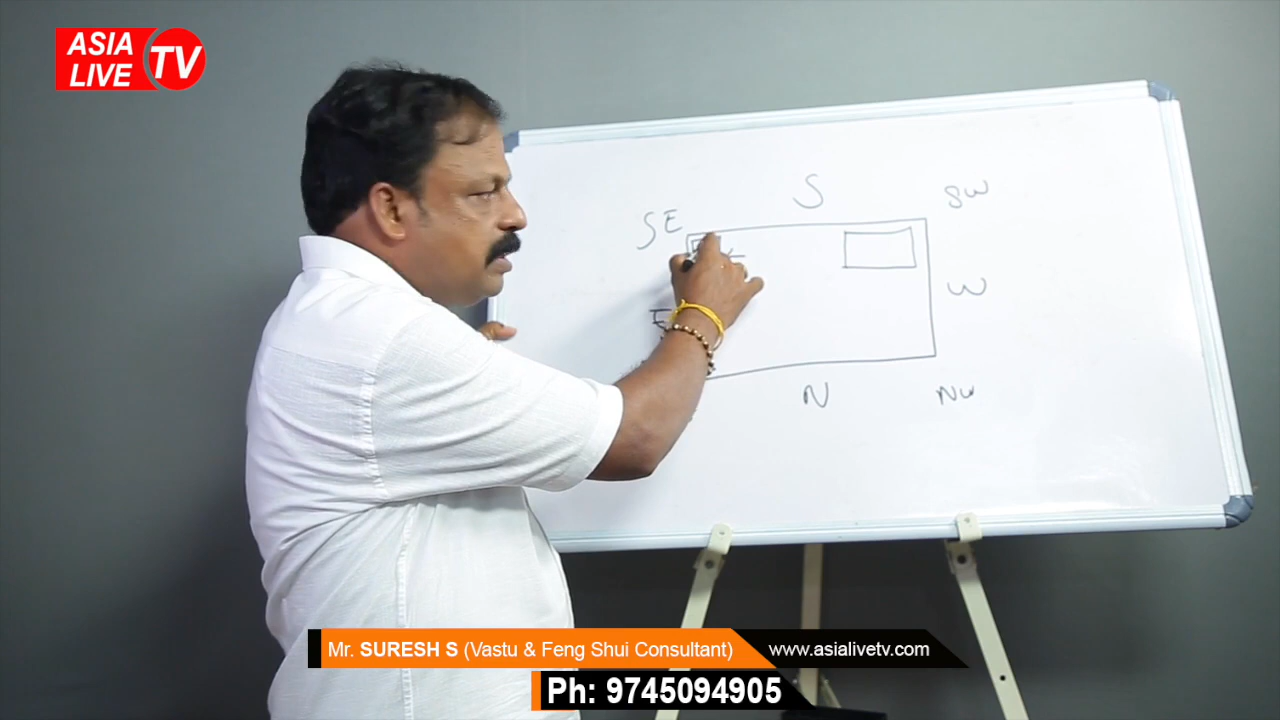 ASIA
LIVE
TV
S
SW
SE
W
E
N
NW
Mr. SURESH S (Vastu & Feng Shui Consultant)
www.asialivetv.com
Ph: 9745094905